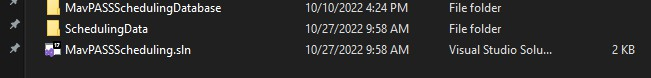 MavPASSSchedulingDatabase 10/10/2022 4:24 PM File folder
SchedulingData 10/27/2022 9:58 AM File folder
MavPASSScheduling.sln 10/27/2022 9:58 AM Visual Studio Solu... 2 KB